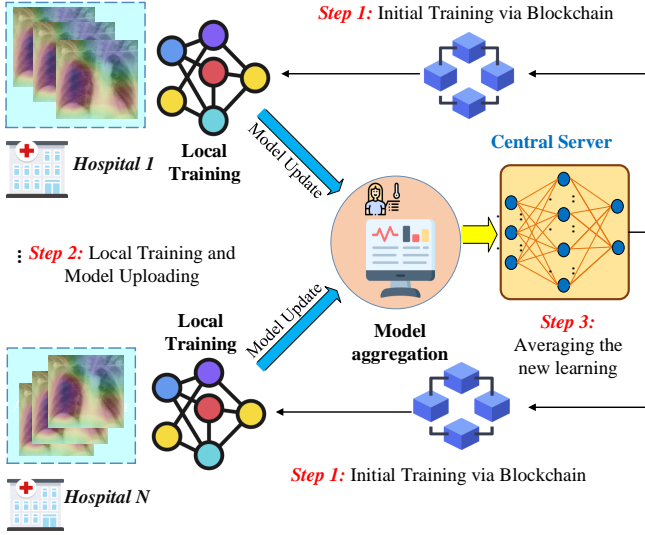 Step 1: Initial Training via Blockchain
Hospital 1
Local
Training
Model Update
Central Server
⋮ Step 2: Local Training and
Model Uploading
Model Update
Local
Training
Model
aggregation
Step 3:
Averaging the
new learning
Step 1: Initial Training via Blockchain
Hospital N